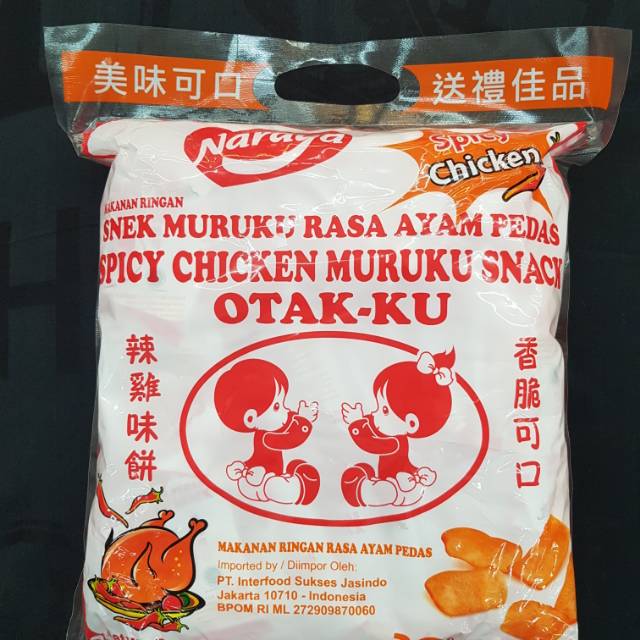 美味可口
送禮佳品
Naraya
Spicy
Chicken
MAKANAN RINGAN
SNEK MURUKU RASA AYAM PEDAS
SPICY CHICKEN MURUKU SNACK
OTAK-KU
辣雞味餅
香脆可口
MAKANAN RINGAN RASA AYAM PEDAS
Imported by / Diimpor Oleh:
PT. Interfood Sukses Jasindo
Jakarta 10710 - Indonesia
BPOM RI ML 272909870060